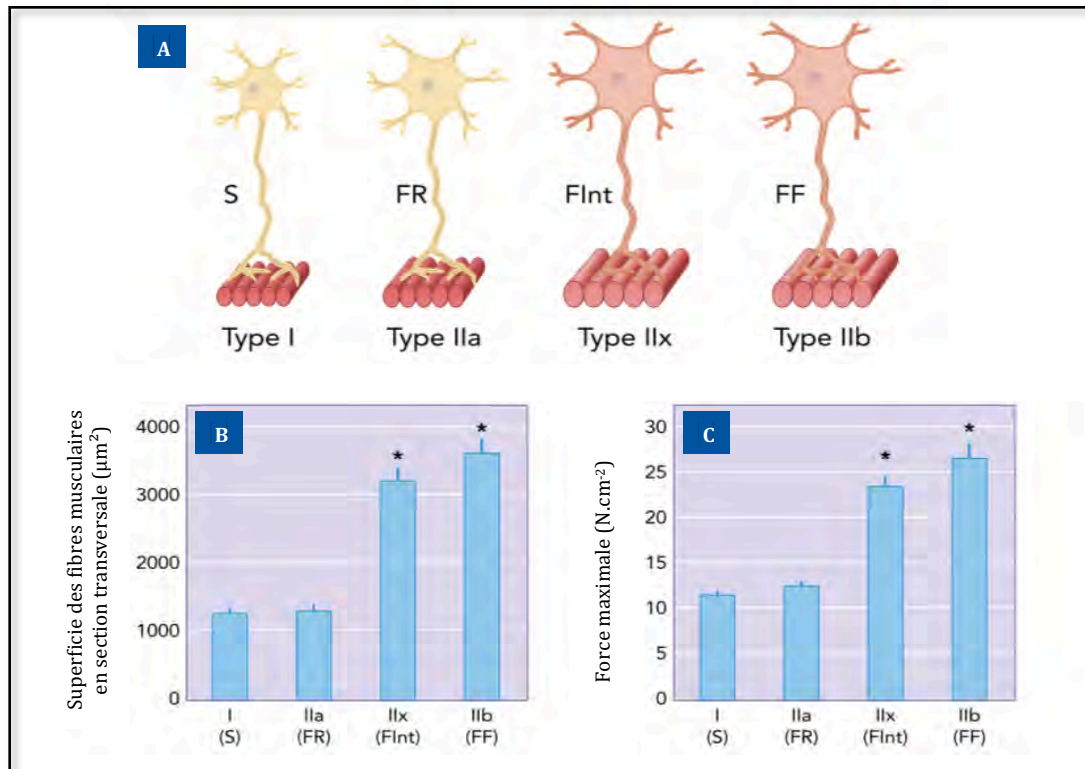 A
S
FR
FInt
FF
Type I
Type IIa
Type IIx
Type IIb
B
Superficie des fibres musculaires
en section transversale (µm²)
4000
3000
2000
1000
0
*
*
I
(S)
IIa
(FR)
IIx
(FInt)
IIb
(FF)
C
Force maximale (N.cm⁻²)
30
25
20
15
10
5
0
*
*
I
(S)
IIa
(FR)
IIx
(FInt)
IIb
(FF)